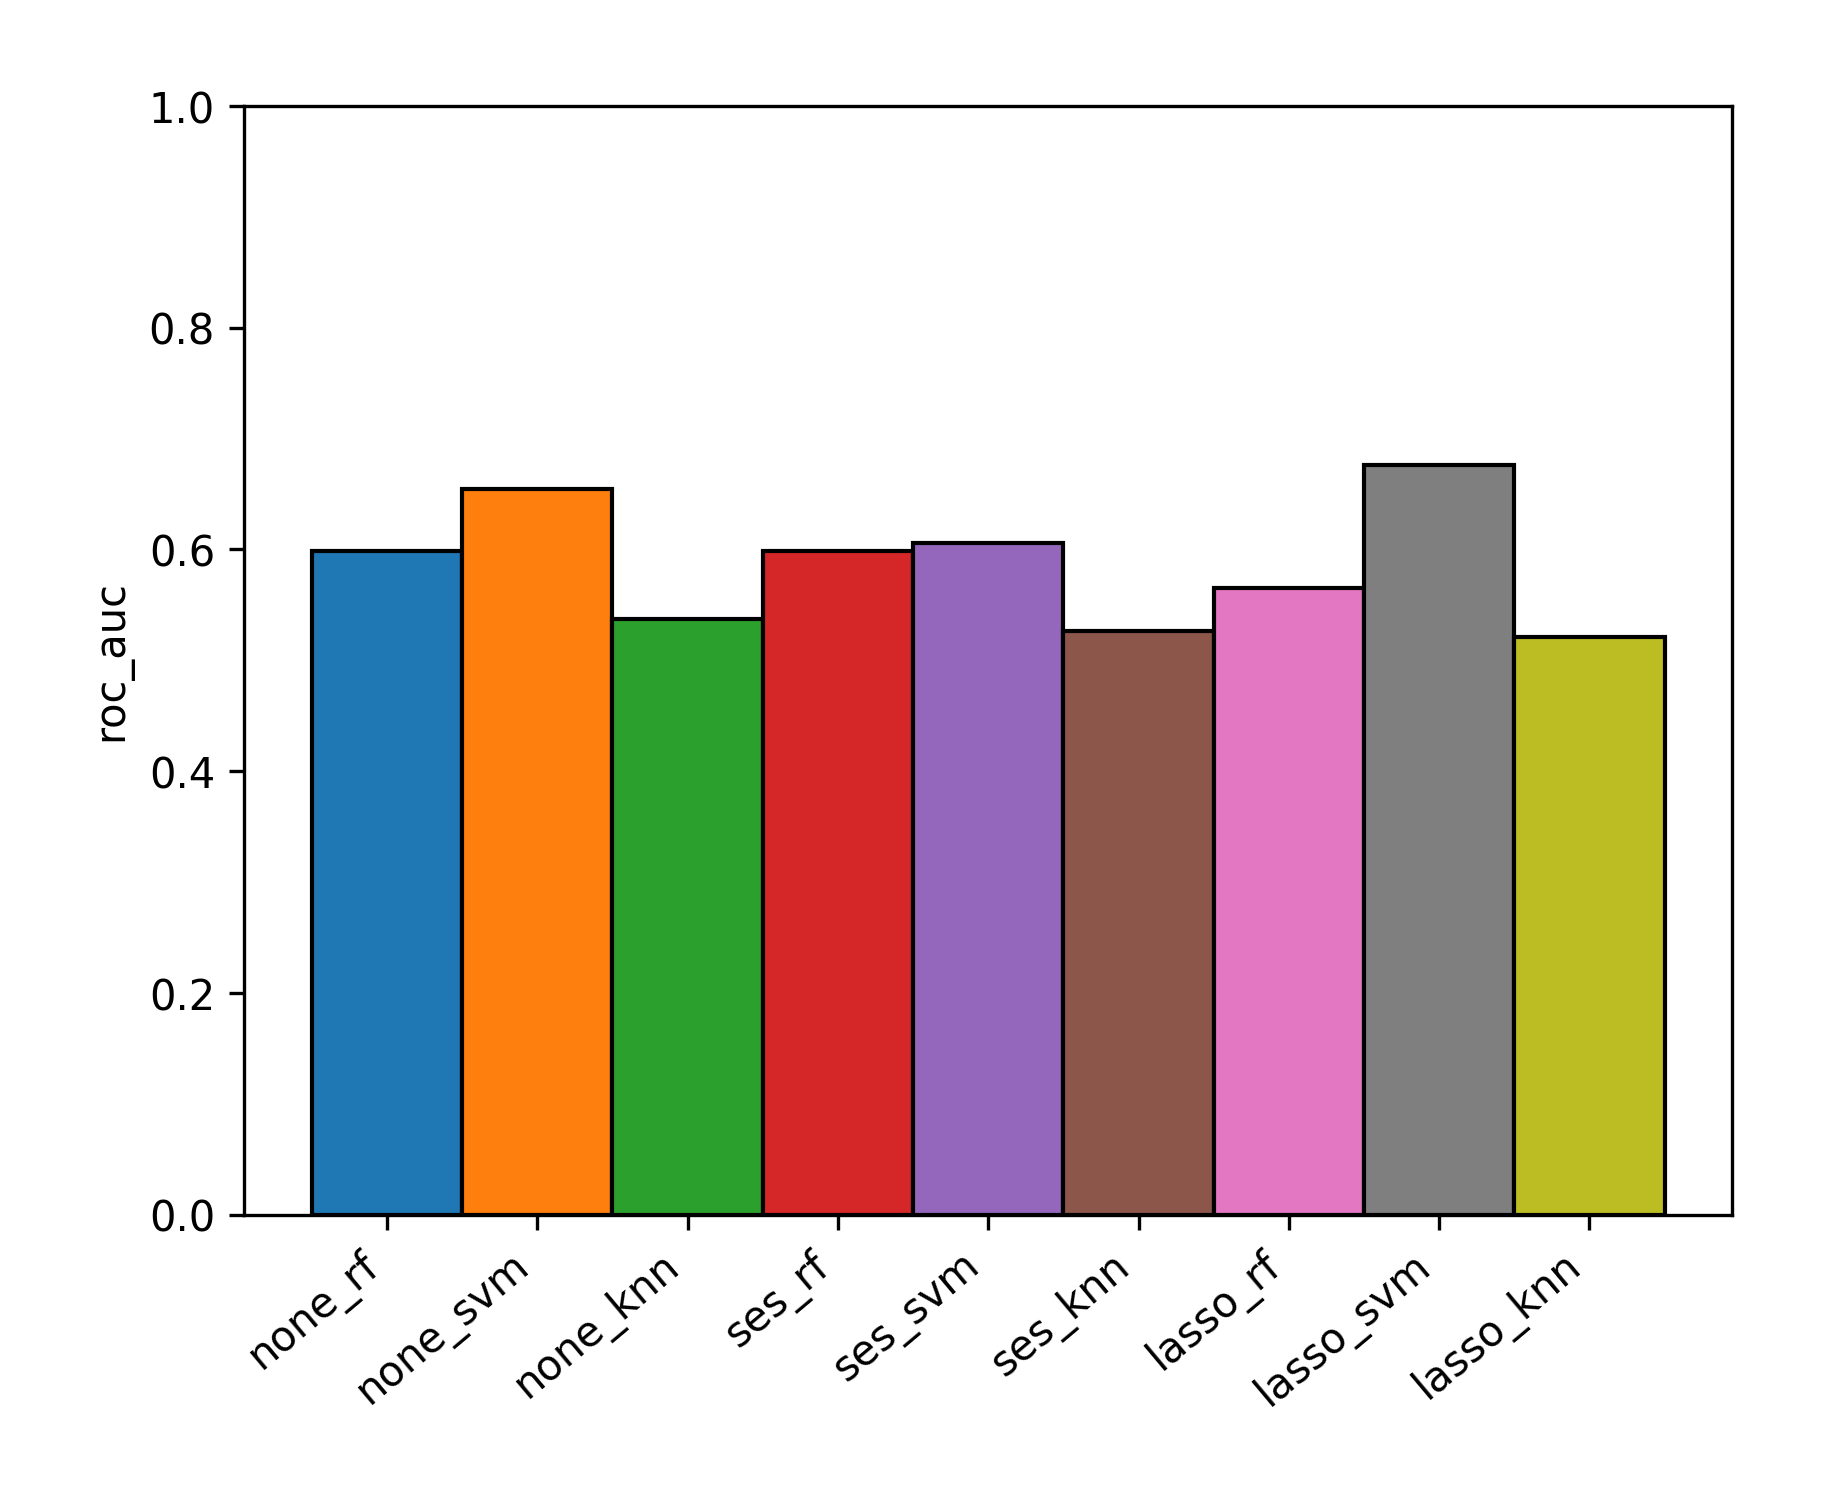 1.0
0.8
0.6
0.4
0.2
0.0
roc_auc
none_rf
none_svm
none_knn
ses_rf
ses_svm
ses_knn
lasso_rf
lasso_svm
lasso_knn